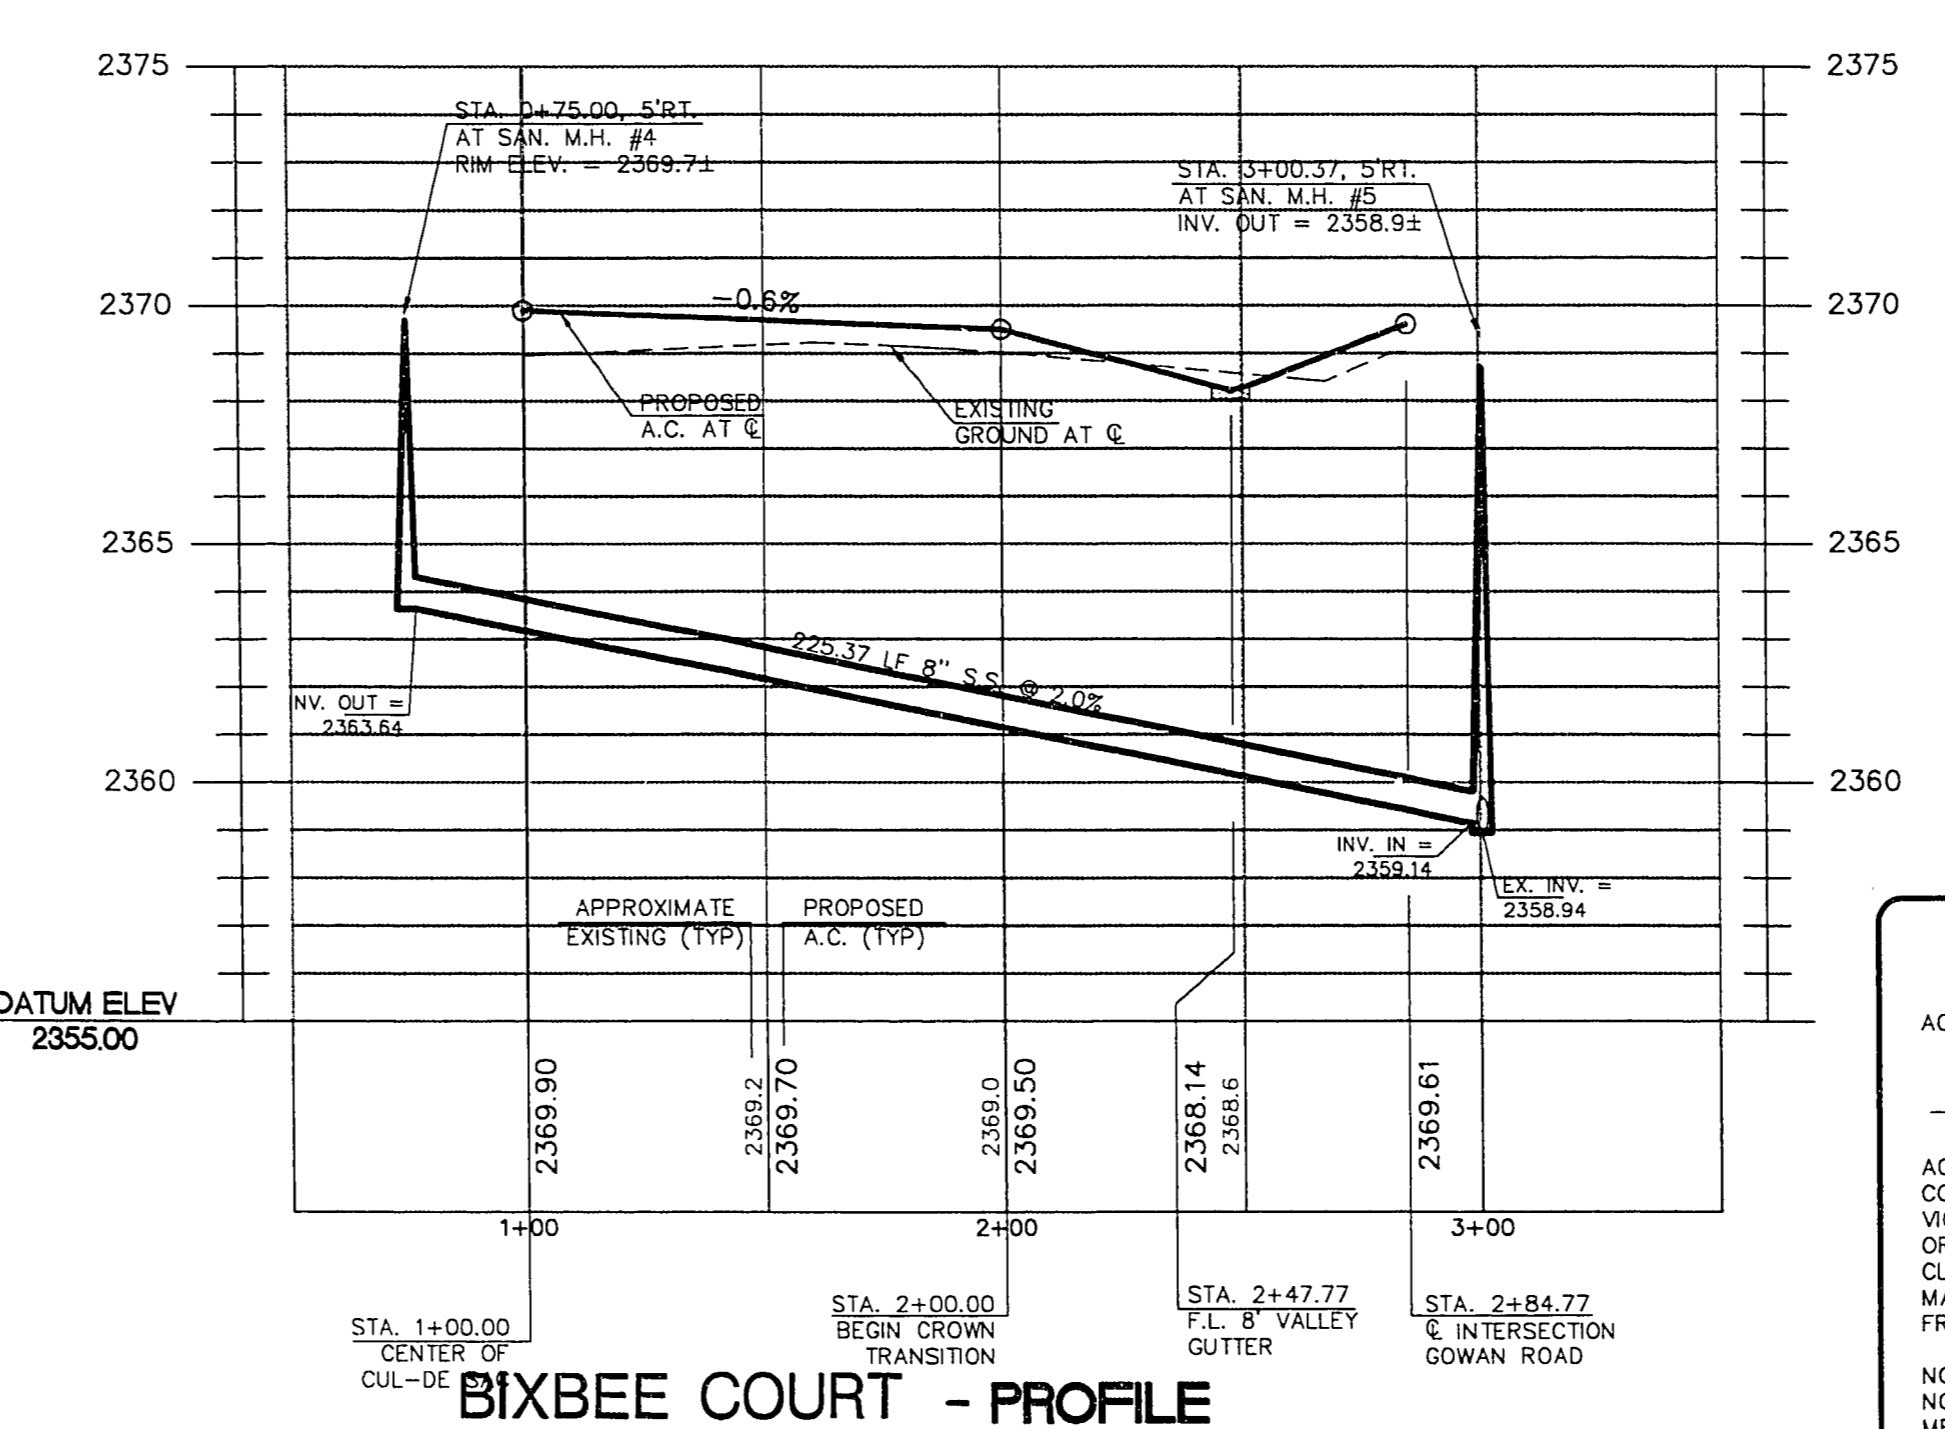 2375
2375
STA. 0+75.00, 5'RT.
AT SAN. M.H. #4
RIM ELEV. = 2369.7±
STA. 3+00.37, 5'RT.
AT SAN. M.H. #5
INV. OUT = 2358.9±
2370
-0.6%
2370
PROPOSED
A.C. AT ℄
EXISTING
GROUND AT ℄
2365
2365
225.37 LF 8" S.S. @ 2.0%
NV. OUT =
2363.64
2360
2360
INV. IN =
2359.14
EX. INV. =
2358.94
APPROXIMATE
EXISTING (TYP)
PROPOSED
A.C. (TYP)
DATUM ELEV
2355.00
2369.90
2369.2
2369.70
2369.0
2369.50
2368.14
2368.6
2369.61
1+00
2+00
3+00
STA. 1+00.00
CENTER OF
CUL-DE SAC
STA. 2+00.00
BEGIN CROWN
TRANSITION
STA. 2+47.77
F.L. 8' VALLEY
GUTTER
STA. 2+84.77
℄ INTERSECTION
GOWAN ROAD
BIXBEE COURT - PROFILE